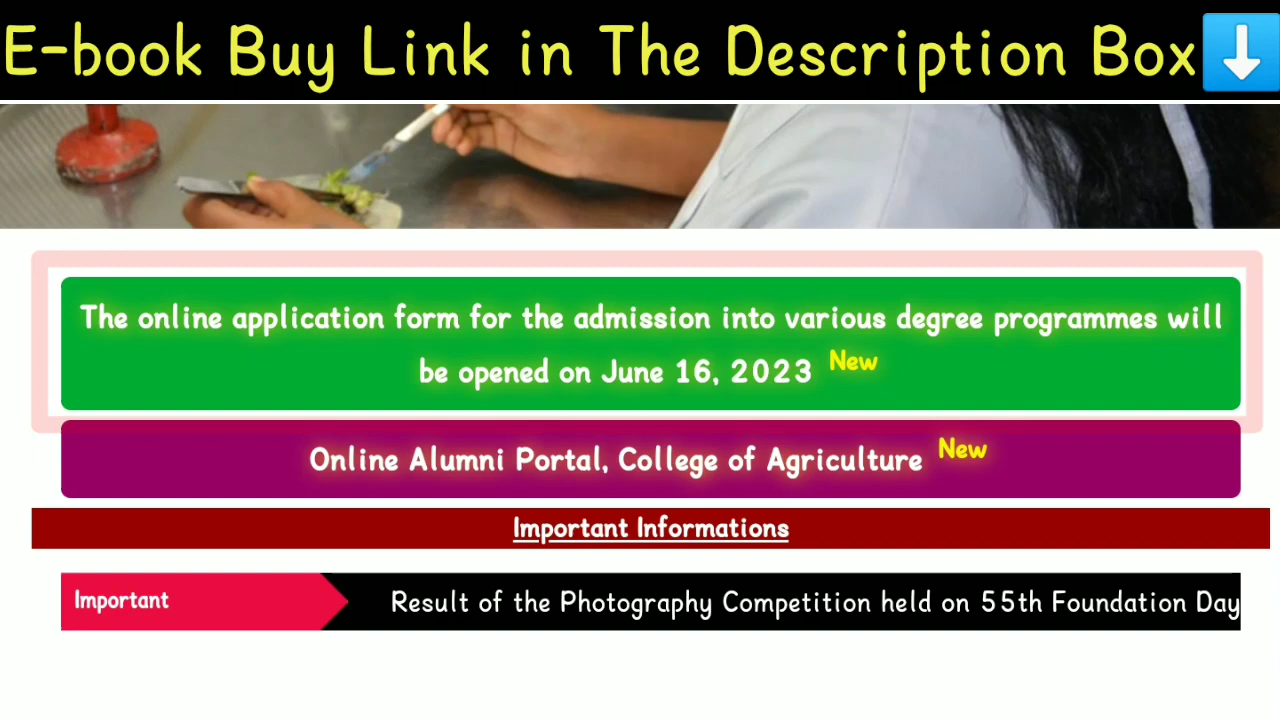 E-book Buy Link in The Description Box
The online application form for the admission into various degree programmes will
be opened on June 16, 2023 New
Online Alumni Portal, College of Agriculture New
Important Informations
Important Result of the Photography Competition held on 55th Foundation Day